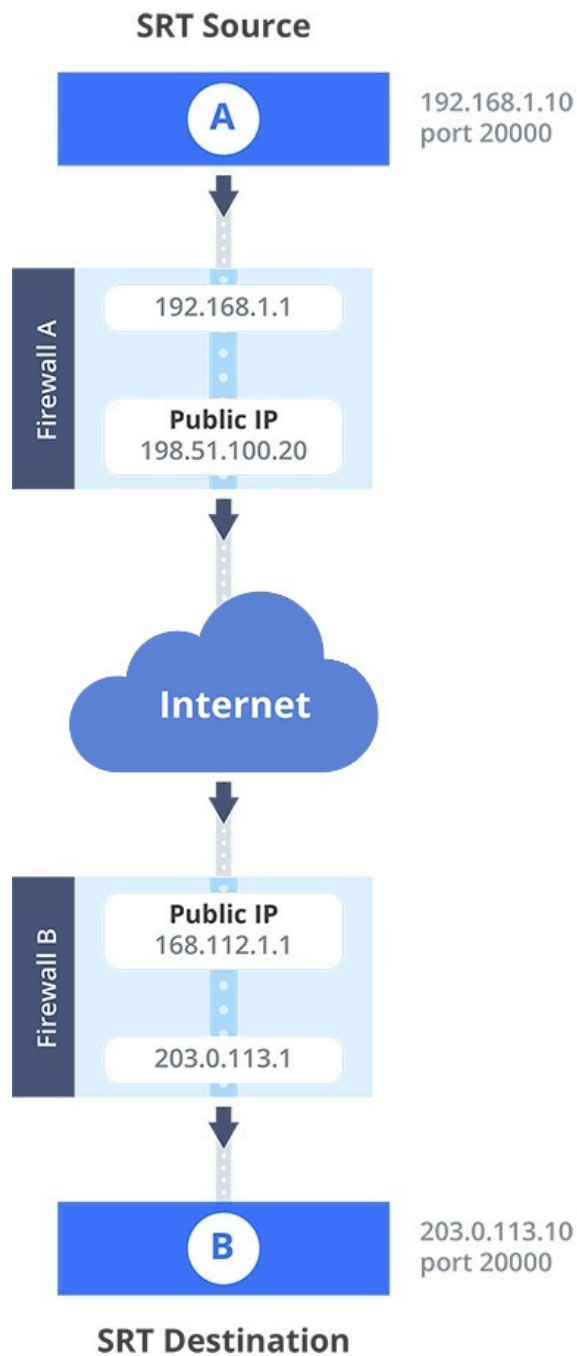 SRT Source
A
192.168.1.10
port 20000
Firewall A
192.168.1.1
Public IP
198.51.100.20
Internet
Firewall B
Public IP
168.112.1.1
203.0.113.1
B
203.0.113.10
port 20000
SRT Destination